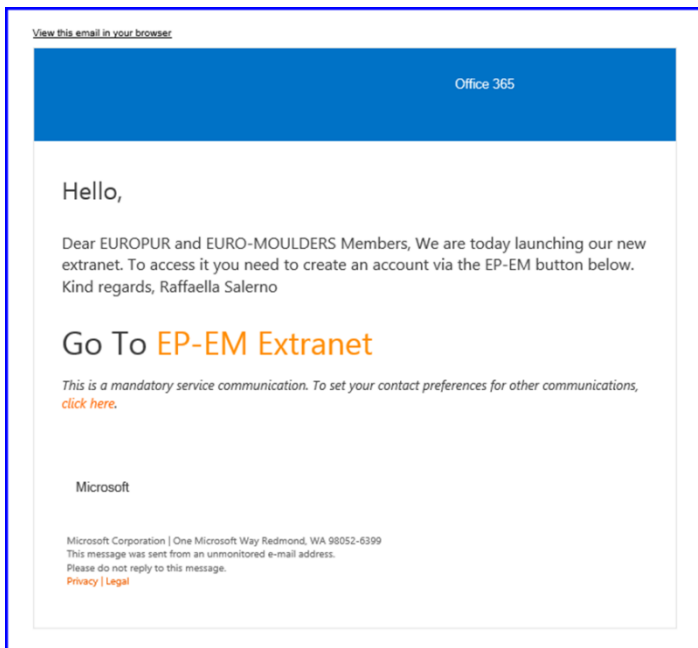 View this email in your browser
Office 365
Hello,
Dear EUROPUR and EURO-MOULDERS Members, We are today launching our new
extranet. To access it you need to create an account via the EP-EM button below.
Kind regards, Raffaella Salerno
Go To EP-EM Extranet
This is a mandatory service communication. To set your contact preferences for other communications,
click here.
Microsoft
Microsoft Corporation | One Microsoft Way Redmond, WA 98052-6399
This message was sent from an unmonitored e-mail address.
Please do not reply to this message.
Privacy | Legal